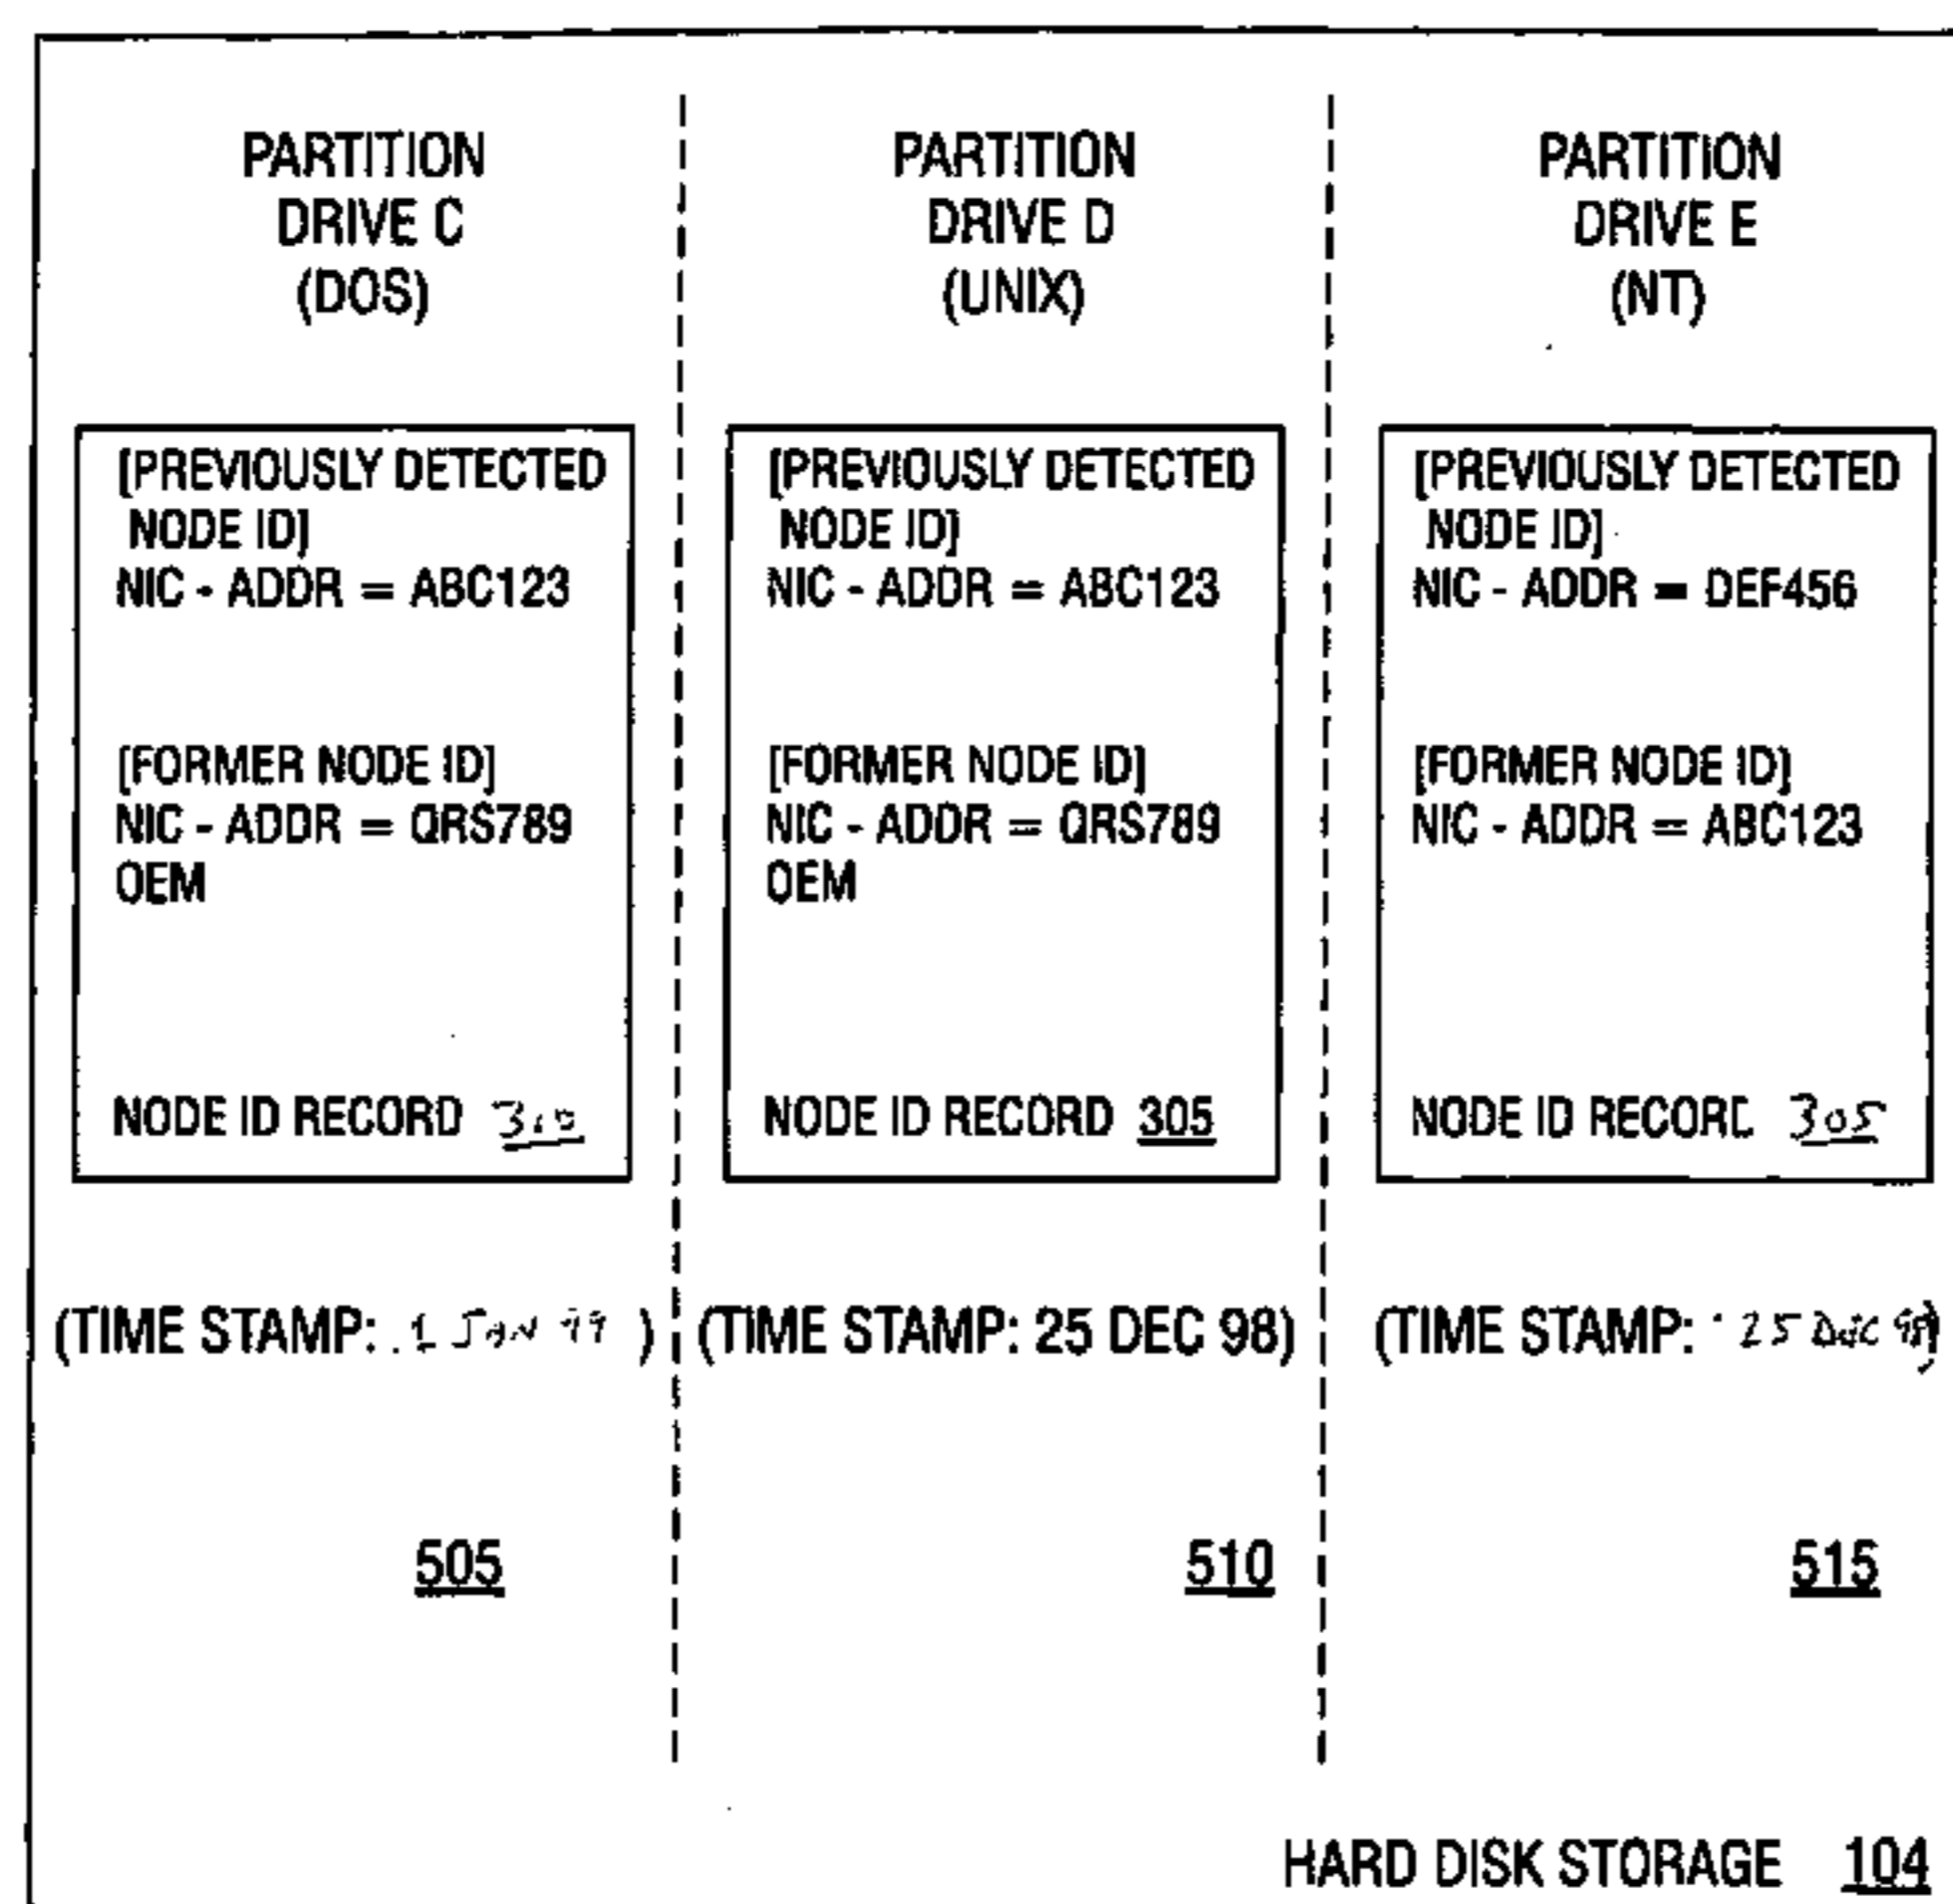 PARTITION
DRIVE C
(DOS)
[PREVIOUSLY DETECTED
NODE ID]
NIC - ADDR = ABC123
[FORMER NODE ID]
NIC - ADDR = QRS789
OEM
NODE ID RECORD 310
(TIME STAMP: 1 JAN 99)
505
PARTITION
DRIVE D
(UNIX)
[PREVIOUSLY DETECTED
NODE ID]
NIC - ADDR = ABC123
[FORMER NODE ID]
NIC - ADDR = QRS789
OEM
NODE ID RECORD 305
(TIME STAMP: 25 DEC 98)
510
PARTITION
DRIVE E
(NT)
[PREVIOUSLY DETECTED
NODE ID]
NIC - ADDR = DEF456
[FORMER NODE ID]
NIC - ADDR = ABC123
NODE ID RECORD 305
(TIME STAMP: 25 DEC 98)
515
HARD DISK STORAGE 104